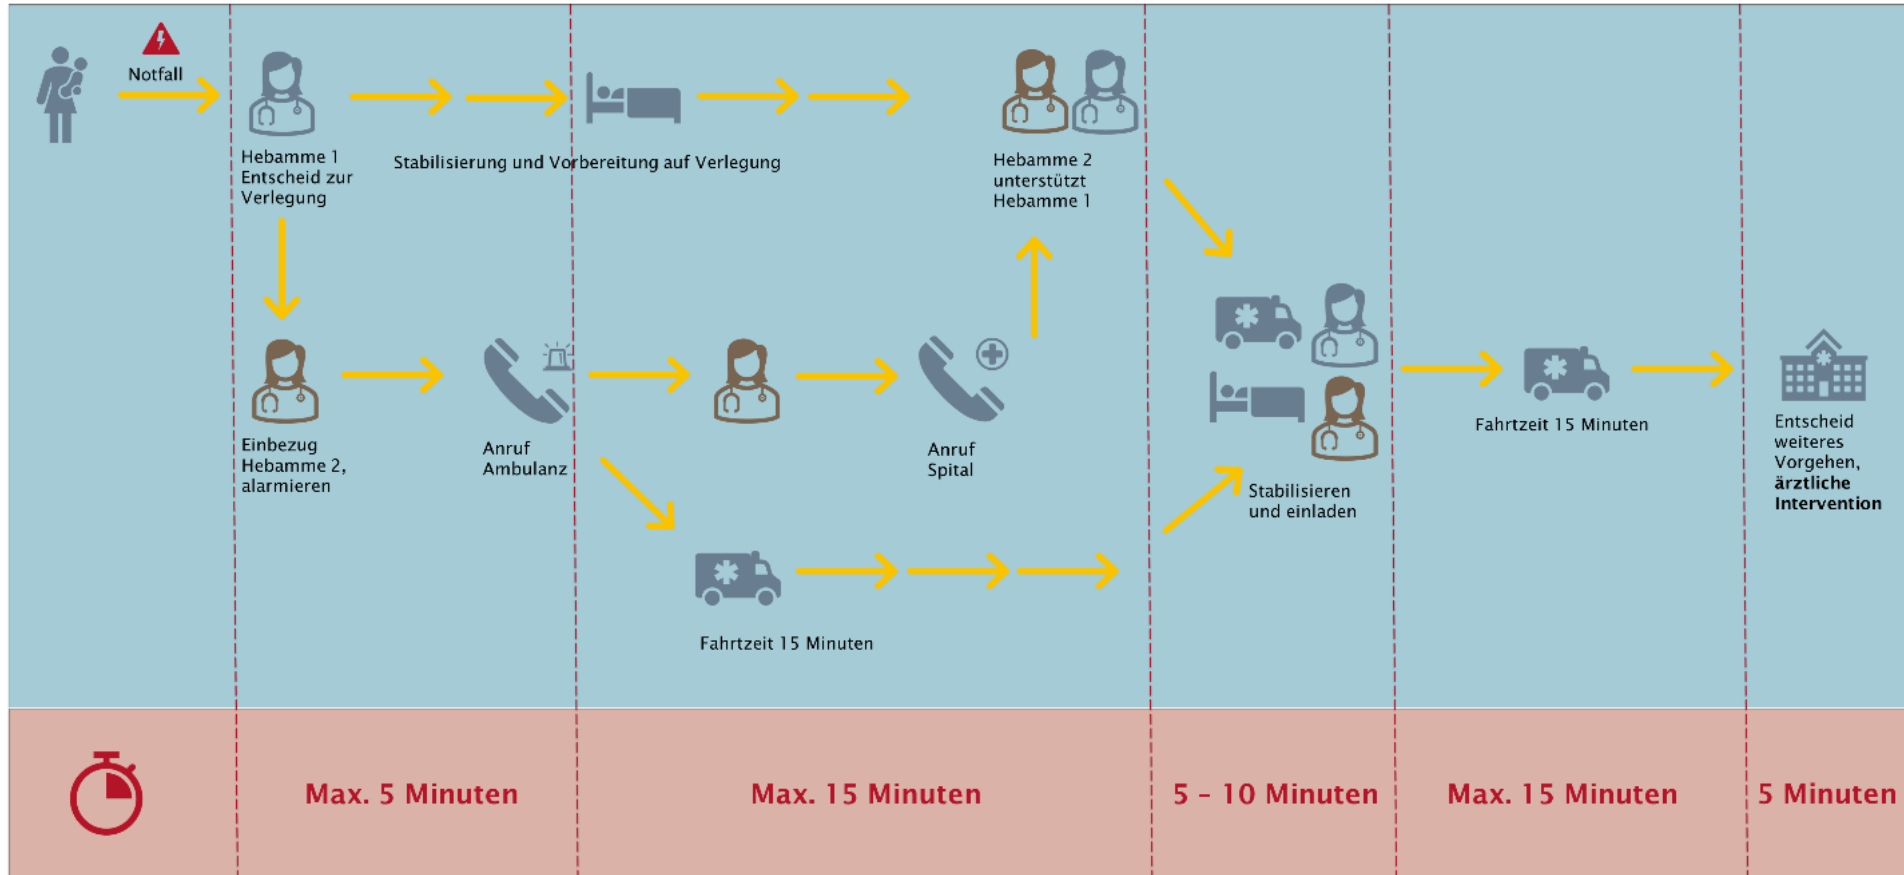 Notfall
Hebamme 1
Entscheid zur
Verlegung
Stabilisierung und Vorbereitung auf Verlegung
Hebamme 2
unterstützt
Hebamme 1
Einbezug
Hebamme 2,
alarmieren
Anruf
Ambulanz
Anruf
Spital
Fahrtzeit 15 Minuten
Stabilisieren
und einladen
Fahrtzeit 15 Minuten
Entscheid
weiteres
Vorgehen,
ärztliche
Intervention
Max. 5 Minuten
Max. 15 Minuten
5 – 10 Minuten
Max. 15 Minuten
5 Minuten